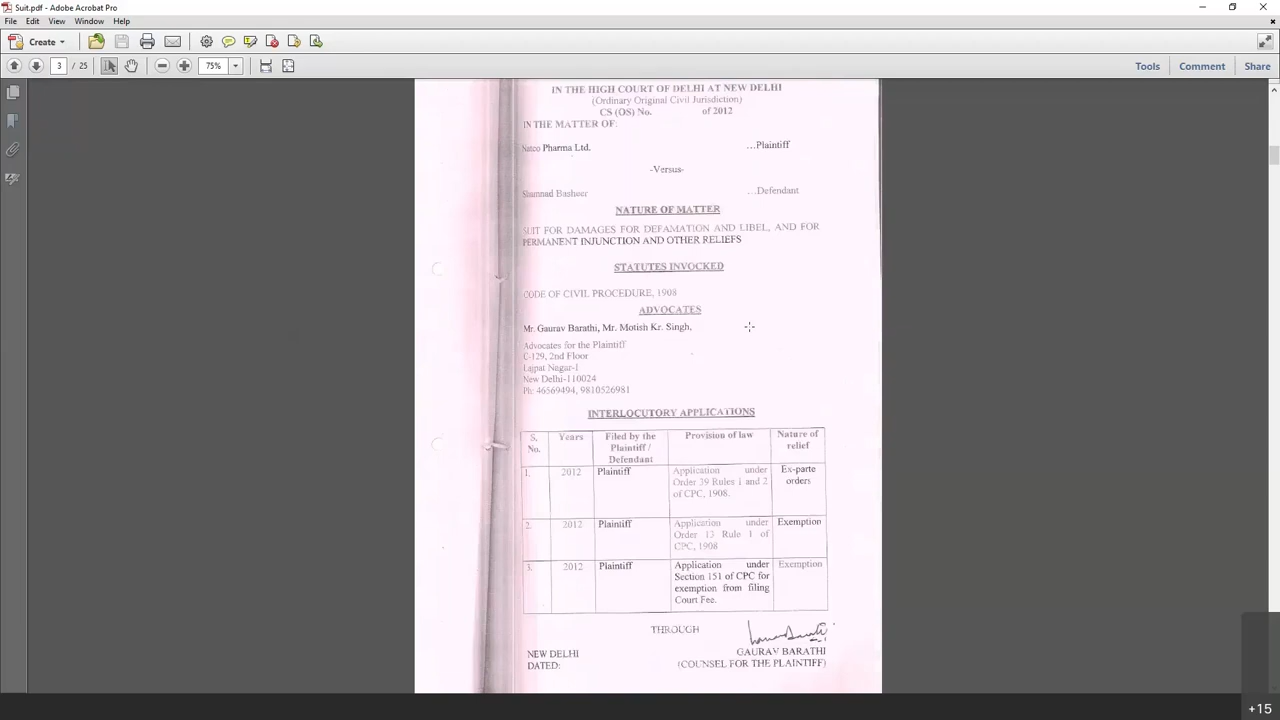 Suit.pdf - Adobe Acrobat Pro
File Edit View Window Help
Create
3 / 25 75% Tools Comment Share
IN THE HIGH COURT OF DELHI AT NEW DELHI
(Ordinary Original Civil Jurisdiction)
CS (OS) No. of 2012
IN THE MATTER OF:
Natco Pharma Ltd. ...Plaintiff
-Versus-
Shamnad Basheer ...Defendant
NATURE OF MATTER
SUIT FOR DAMAGES FOR DEFAMATION AND LIBEL, AND FOR
PERMANENT INJUNCTION AND OTHER RELIEFS
STATUTES INVOCKED
CODE OF CIVIL PROCEDURE, 1908
ADVOCATES
Mr. Gaurav Barathi, Mr. Motish Kr. Singh,
Advocates for the Plaintiff
C-129, 2nd Floor
Lajpat Nagar-1
New Delhi-110024
Ph: 46569494, 9810526981
INTERLOCUTORY APPLICATIONS
S. No. Years Filed by the Plaintiff / Defendant Provision of law Nature of relief
1. 2012 Plaintiff Application under Order 39 Rules 1 and 2 of CPC, 1908. Ex-parte orders
2. 2012 Plaintiff Application under Order 13 Rule 1 of CPC, 1908 Exemption
3. 2012 Plaintiff Application under Section 151 of CPC for exemption from filing Court Fee. Exemption
THROUGH
NEW DELHI GAURAV BARATHI
DATED: (COUNSEL FOR THE PLAINTIFF)
+15